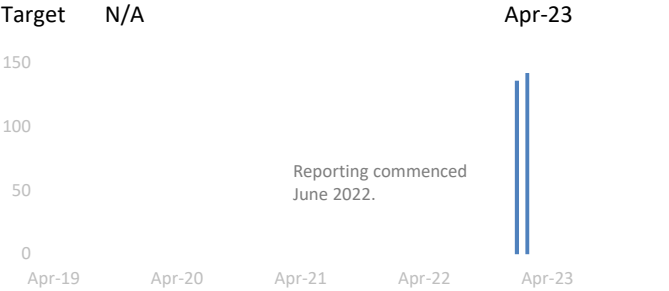 Target N/A Apr-23
150
100
50
0
Reporting commenced
June 2022.
Apr-19 Apr-20 Apr-21 Apr-22 Apr-23